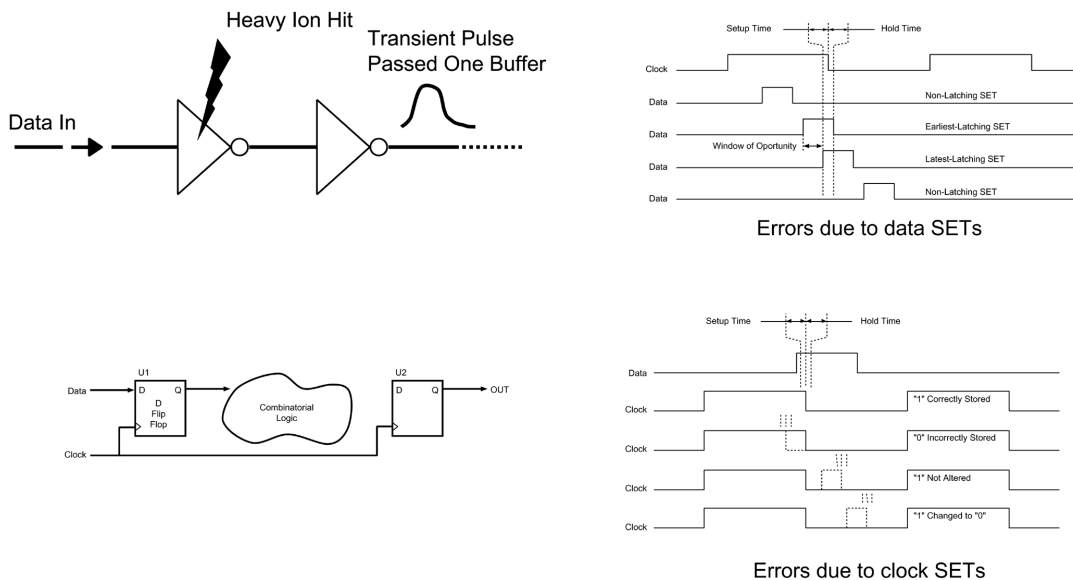 Heavy Ion Hit
Transient Pulse
Passed One Buffer
Data In
Setup Time
Hold Time
Clock
Data
Non-Latching SET
Data
Earliest-Latching SET
Window of Oportunity
Data
Latest-Latching SET
Data
Non-Latching SET
Errors due to data SETs
U1
Data
D Q
D
Flip
Flop
Clock
Combinatorial
Logic
U2
D Q
OUT
Setup Time
Hold Time
Data
Clock
"1" Correctly Stored
Clock
"0" Incorrectly Stored
Clock
"1" Not Altered
Clock
"1" Changed to "0"
Errors due to clock SETs